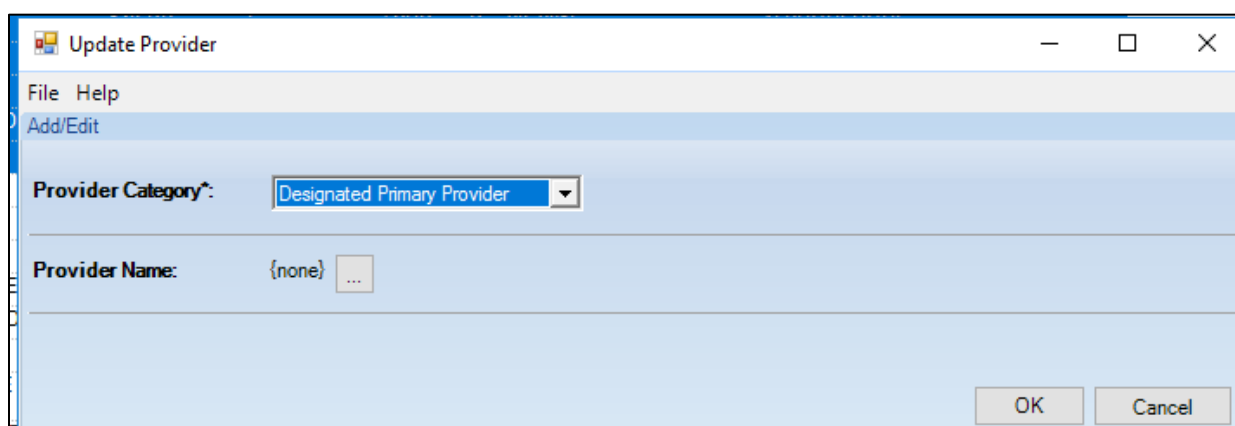 Update Provider
File Help
Add/Edit
Provider Category*: Designated Primary Provider
Provider Name: {none} ...
OK Cancel